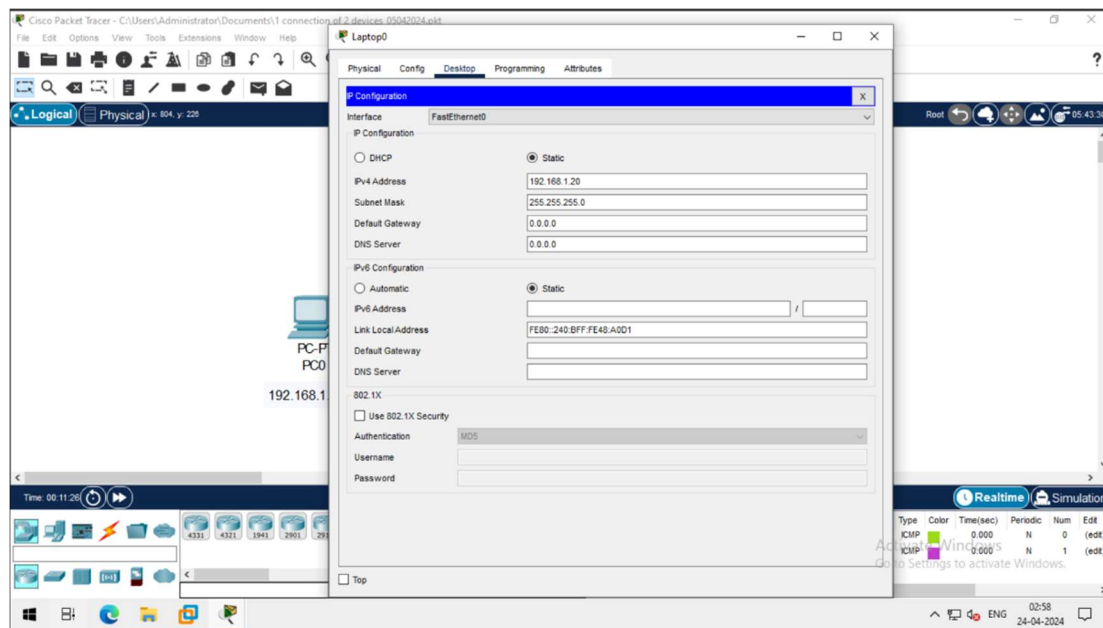 Cisco Packet Tracer - C:\Users\Administrator\Documents\1 connection of 2 devices_05042024.pkt
File Edit Options View Tools Extensions Window Help
Logical Physical x: 804, y: 226
Root 05:43:30
Laptop0
Physical Config Desktop Programming Attributes
IP Configuration X
Interface FastEthernet0
IP Configuration
DHCP Static
IPv4 Address 192.168.1.20
Subnet Mask 255.255.255.0
Default Gateway 0.0.0.0
DNS Server 0.0.0.0
IPv6 Configuration
Automatic Static
IPv6 Address /
Link Local Address FE80::240:BFF:FE48:A0D1
Default Gateway
DNS Server
802.1X
Use 802.1X Security
Authentication MD5
Username
Password
Top
PC-P
PC0
192.168.1.
Time: 00:11:26
Realtime Simulation
4331 4321 1941 2901 291
Type Color Time(sec) Periodic Num Edit
ICMP 0.000 N 0 (edit
ICMP 0.000 N 1 (edit
Activate Windows
Go to Settings to activate Windows.
ENG
02:58
24-04-2024